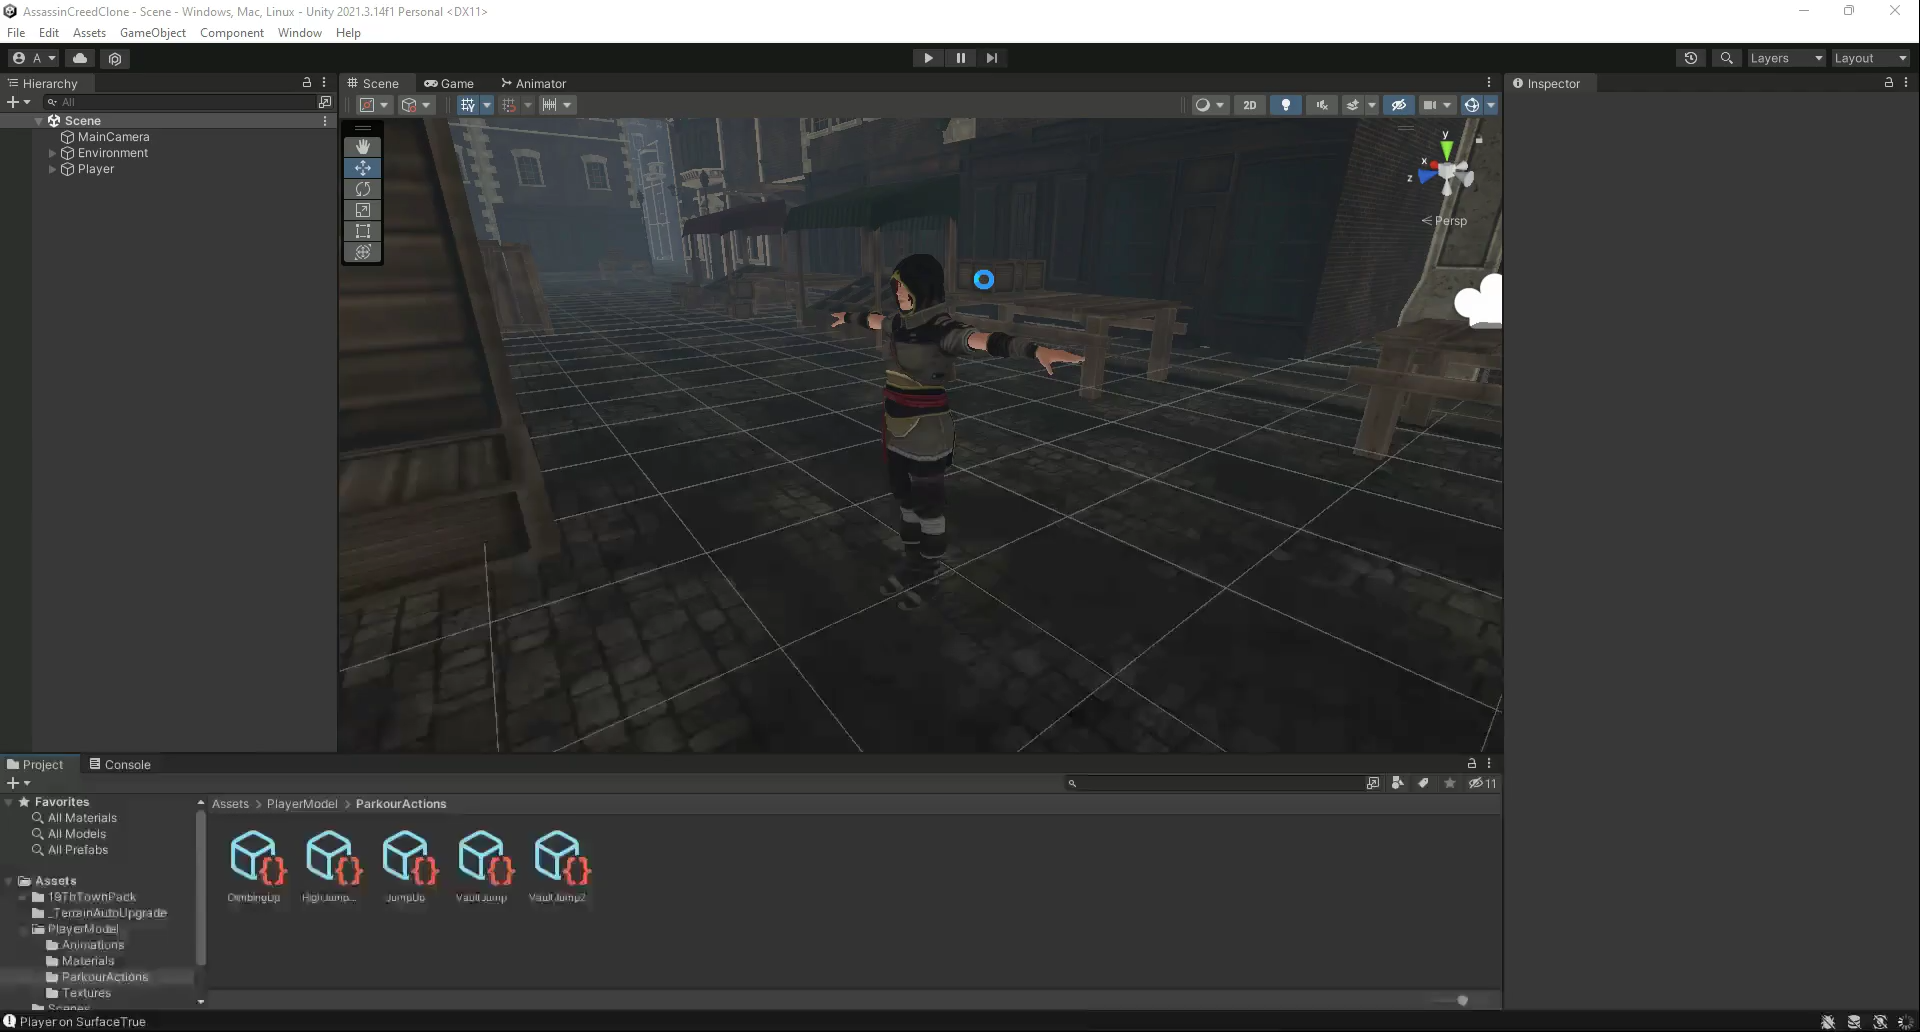 AssassinCreedClone - Scene - Windows, Mac, Linux - Unity 2021.3.14f1 Personal <DX11>
File Edit Assets GameObject Component Window Help
A Layers Layout
Hierarchy Scene Game Animator Inspector
All 2D
Scene
MainCamera
Environment
Player
y
x
z
Persp
Project Console
11
Favorites Assets > PlayerModel > ParkourActions
All Materials
All Models
All Prefabs
Assets
ClimbingUp HighJump... JumpUp VaultJump VaultJump2
19ThTownPack
_TerrainAutoUpgrade
PlayerModel
Animations
Materials
ParkourActions
Textures
Scenes
Player on SurfaceTrue